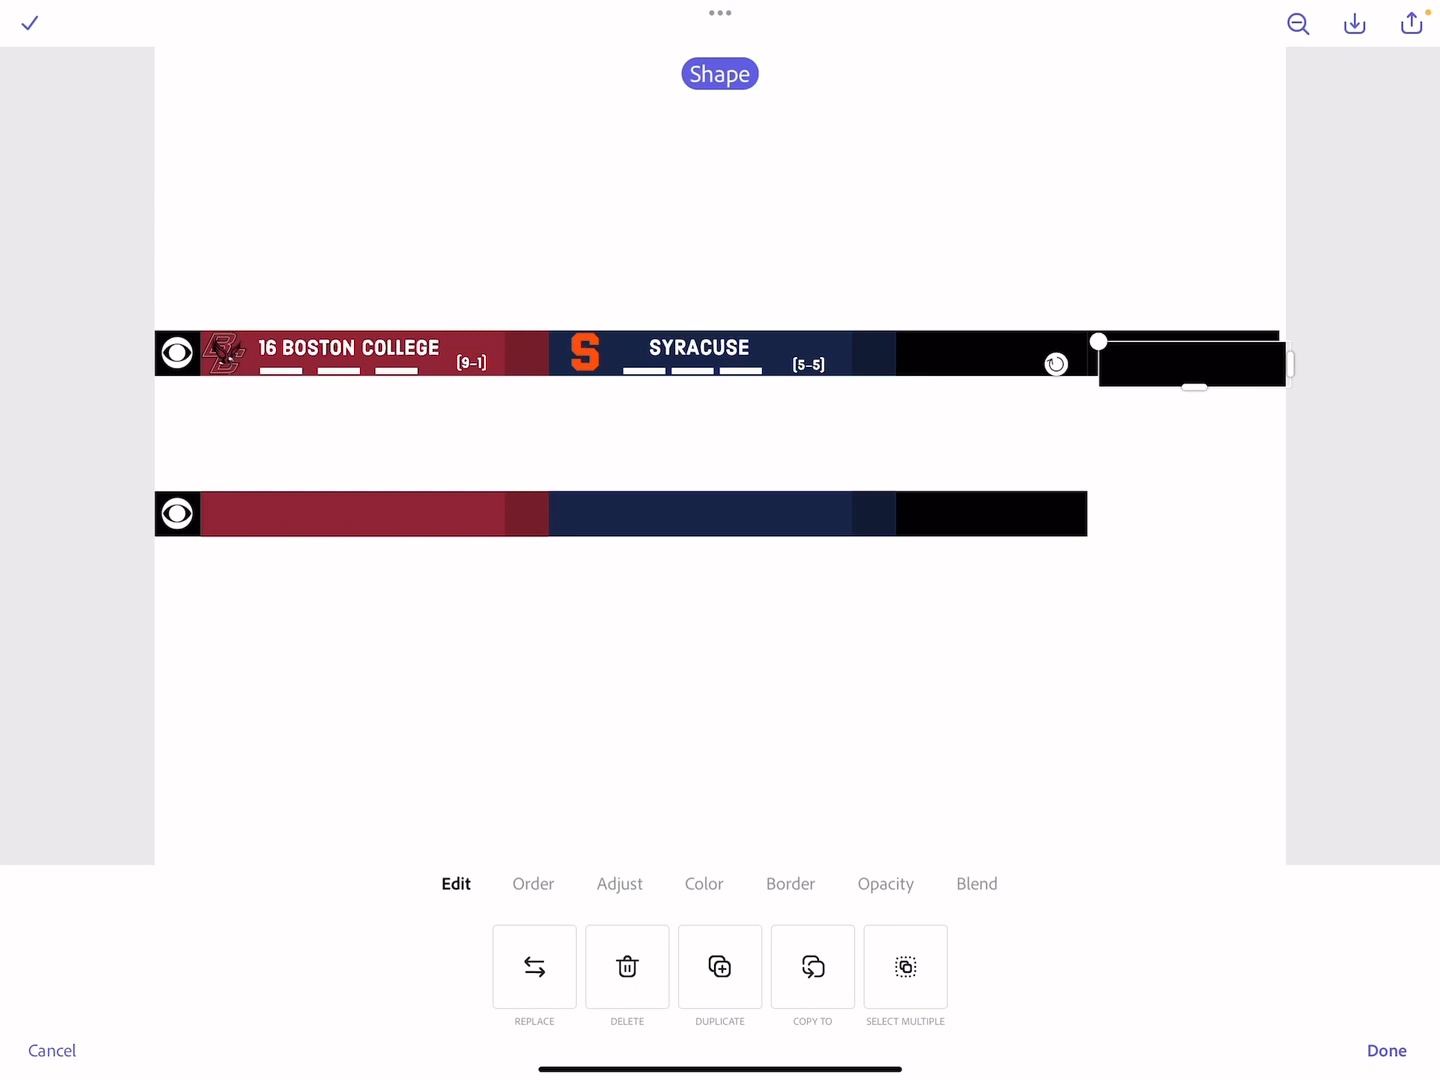 Shape
16 BOSTON COLLEGE
(9-1)
S
SYRACUSE
(5-5)
BC
Edit
Order
Adjust
Color
Border
Opacity
Blend
REPLACE
DELETE
DUPLICATE
COPY TO
SELECT MULTIPLE
Cancel
Done